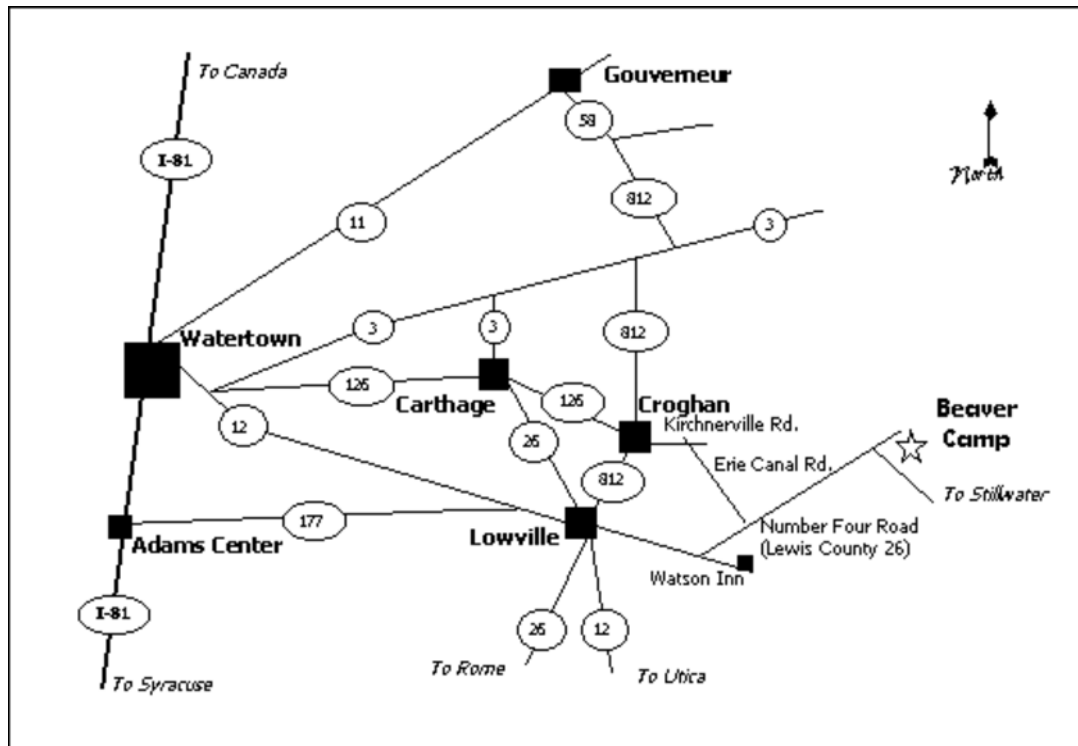 To Canada
Gouverneur
58
I-81
North
812
11
3
Watertown
3
3
812
126
Carthage
126
Croghan
Beaver
Camp
Kirchnerville Rd.
12
26
Erie Canal Rd.
812
To Stillwater
177
Adams Center
Lowville
Number Four Road
(Lewis County 26)
Watson Inn
I-81
26
12
To Rome
To Utica
To Syracuse